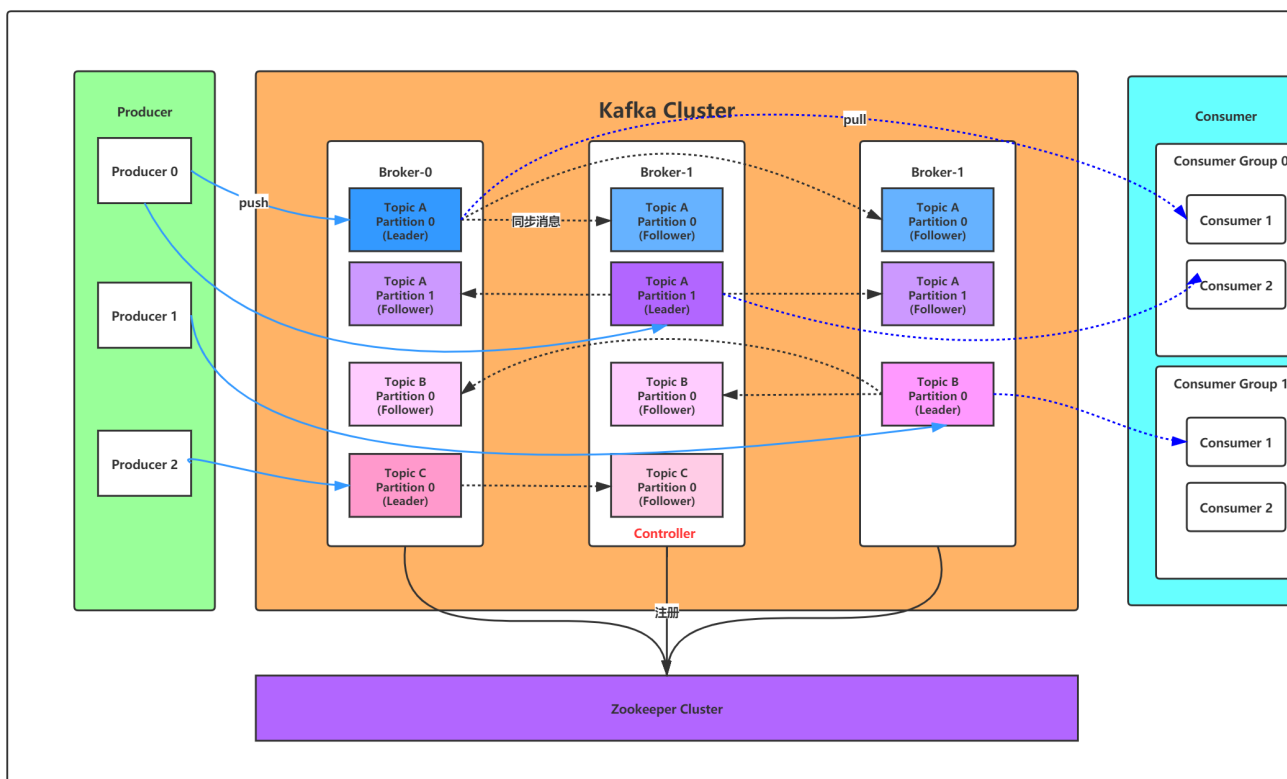 Kafka Cluster
Producer
Producer 0
Producer 1
Producer 2
push
pull
Broker-0
Topic A
Partition 0
(Leader)
Topic A
Partition 1
(Follower)
Topic B
Partition 0
(Follower)
Topic C
Partition 0
(Leader)
同步消息
Broker-1
Topic A
Partition 0
(Follower)
Topic A
Partition 1
(Leader)
Topic B
Partition 0
(Follower)
Topic C
Partition 0
(Follower)
Controller
Broker-1
Topic A
Partition 0
(Follower)
Topic A
Partition 1
(Follower)
Topic B
Partition 0
(Leader)
Consumer
Consumer Group 0
Consumer 1
Consumer 2
Consumer Group 1
Consumer 1
Consumer 2
注册
Zookeeper Cluster